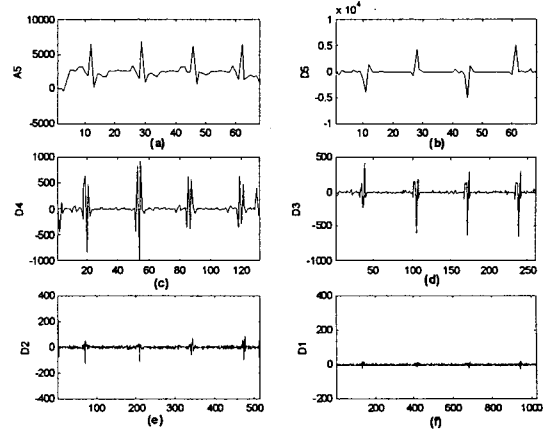 x 10⁴
10000
5000
0
-5000
A5
10 20 30 40 50 60
(a)
1
0.5
0
-0.5
-1
D5
10 20 30 40 50 60
(b)
1000
500
0
-500
-1000
D4
20 40 60 80 100 120
(c)
500
0
-500
-1000
D3
50 100 150 200 250
(d)
400
200
0
-200
-400
D2
100 200 300 400 500
(e)
400
200
0
-200
D1
200 400 600 800 1000
(f)